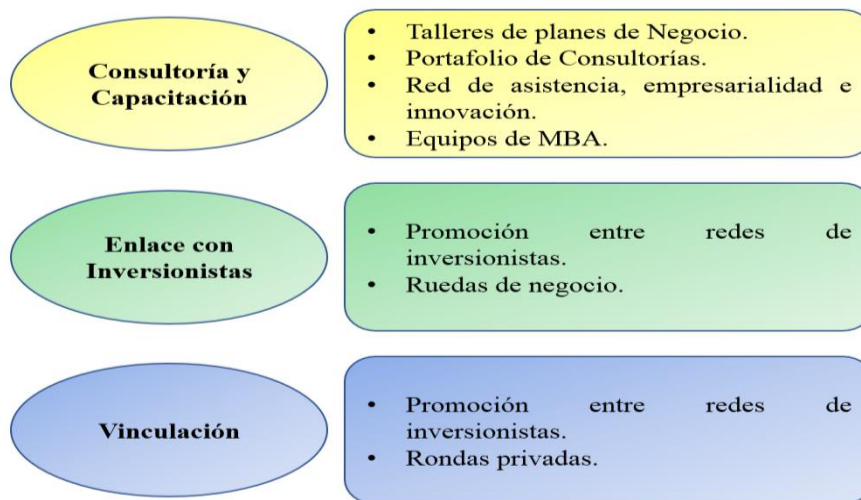 Consultoría y
Capacitación
• Talleres de planes de Negocio.
• Portafolio de Consultorías.
• Red de asistencia, empresarialidad e
innovación.
• Equipos de MBA.
Enlace con
Inversionistas
• Promoción entre redes de
inversionistas.
• Ruedas de negocio.
Vinculación
• Promoción entre redes de
inversionistas.
• Rondas privadas.